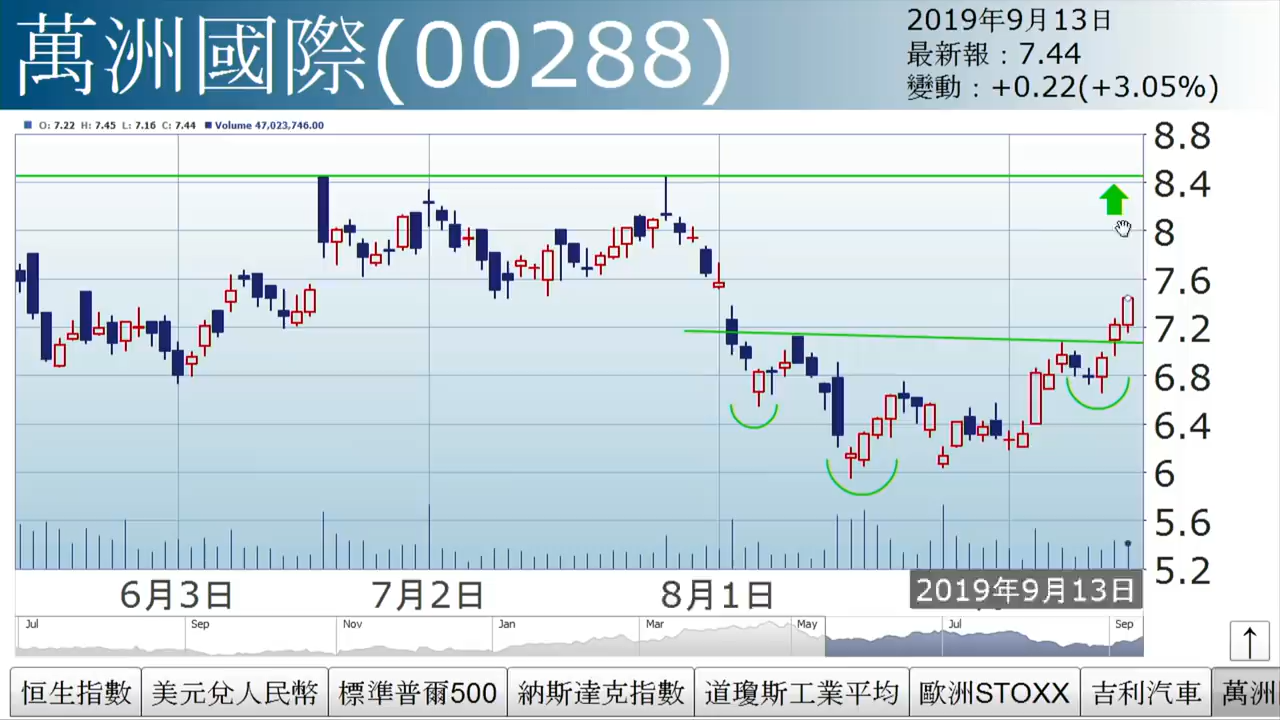 萬洲國際(00288)
2019年9月13日
最新報：7.44
變動：+0.22(+3.05%)
O: 7.22 H: 7.45 L: 7.16 C: 7.44 Volume 47,023,746.00
8.8
8.4
8
7.6
7.2
6.8
6.4
6
5.6
5.2
6月3日 7月2日 8月1日 2019年9月13日
Jul Sep Nov Jan Mar May Jul Sep
↑
恒生指數 美元兌人民幣 標準普爾500 納斯達克指數 道瓊斯工業平均 歐洲STOXX 吉利汽車 萬洲